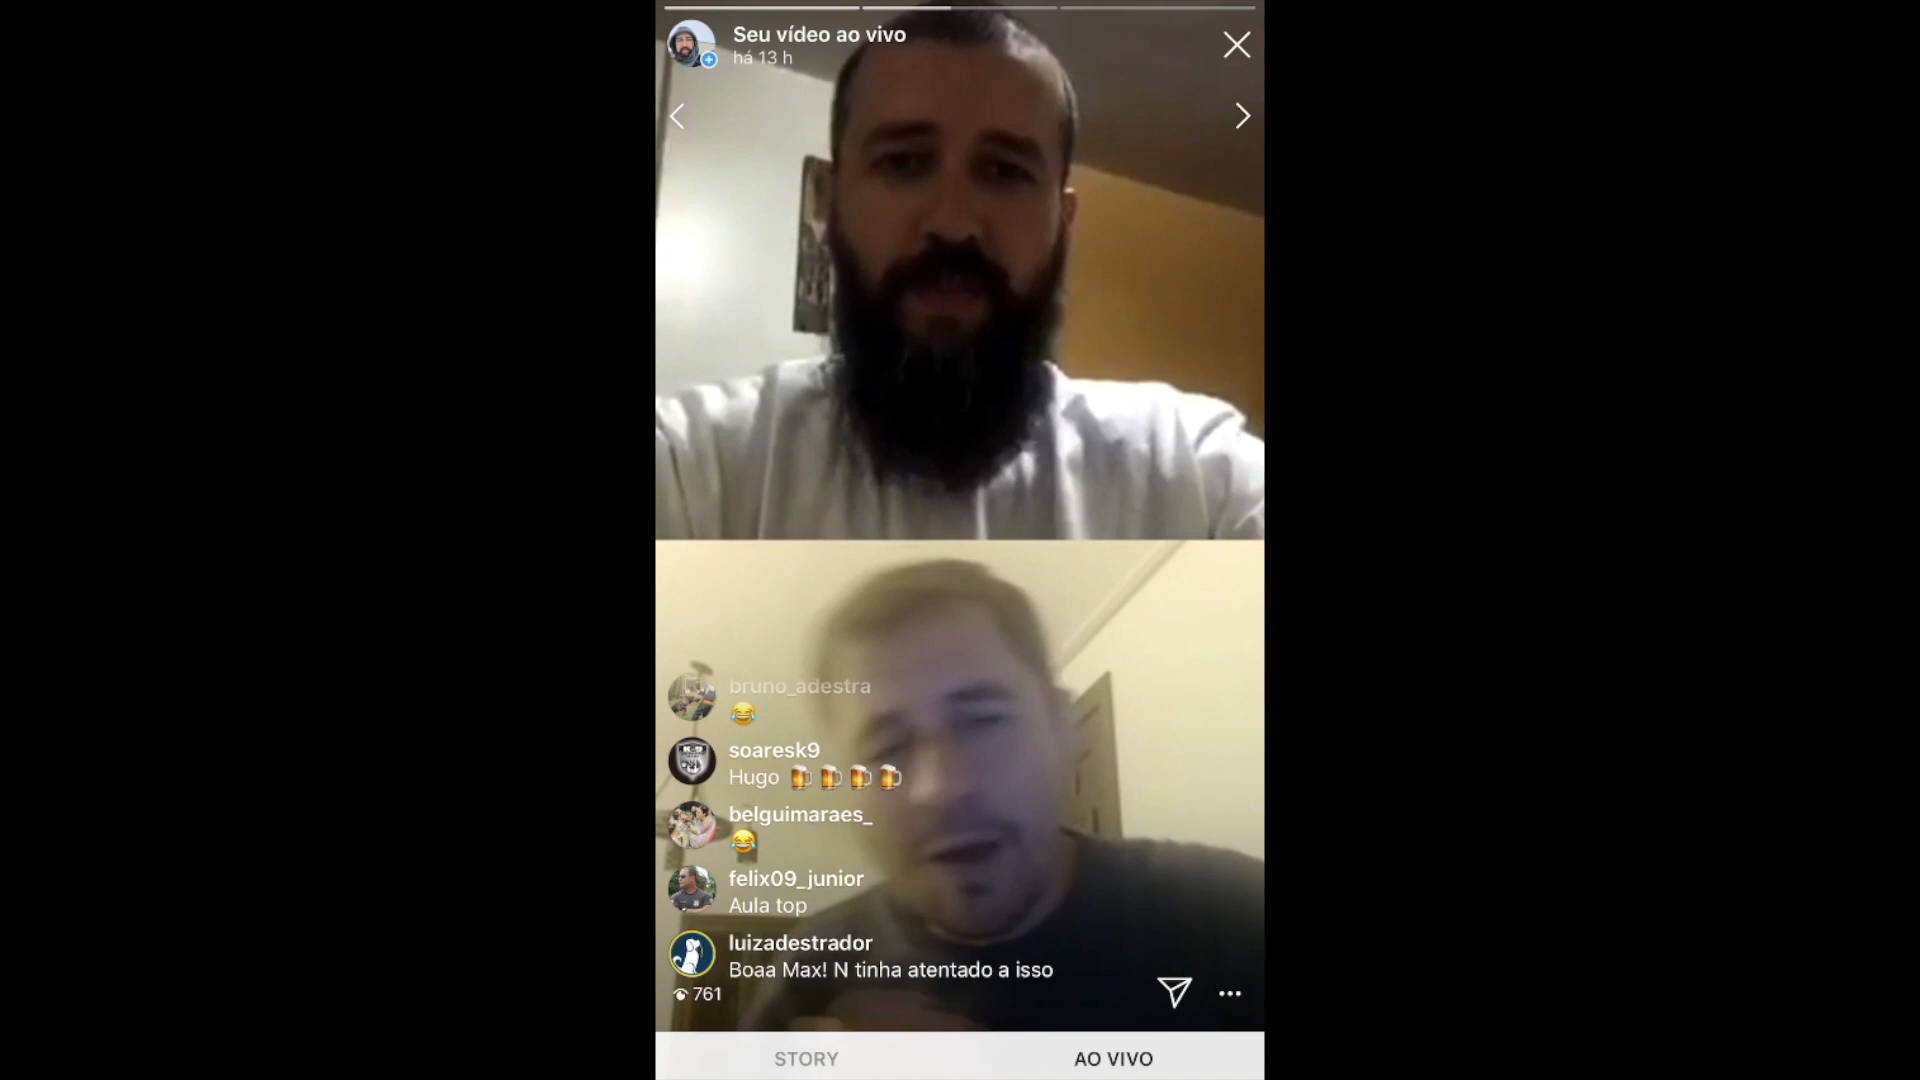 Seu vídeo ao vivo
há 13 h
bruno_adestra
😂
soaresk9
Hugo 🍺 🍺 🍺 🍺
belguimaraes_
😂
felix09_junior
Aula top
luizadestrador
Boaa Max! N tinha atentado a isso
761
STORY
AO VIVO